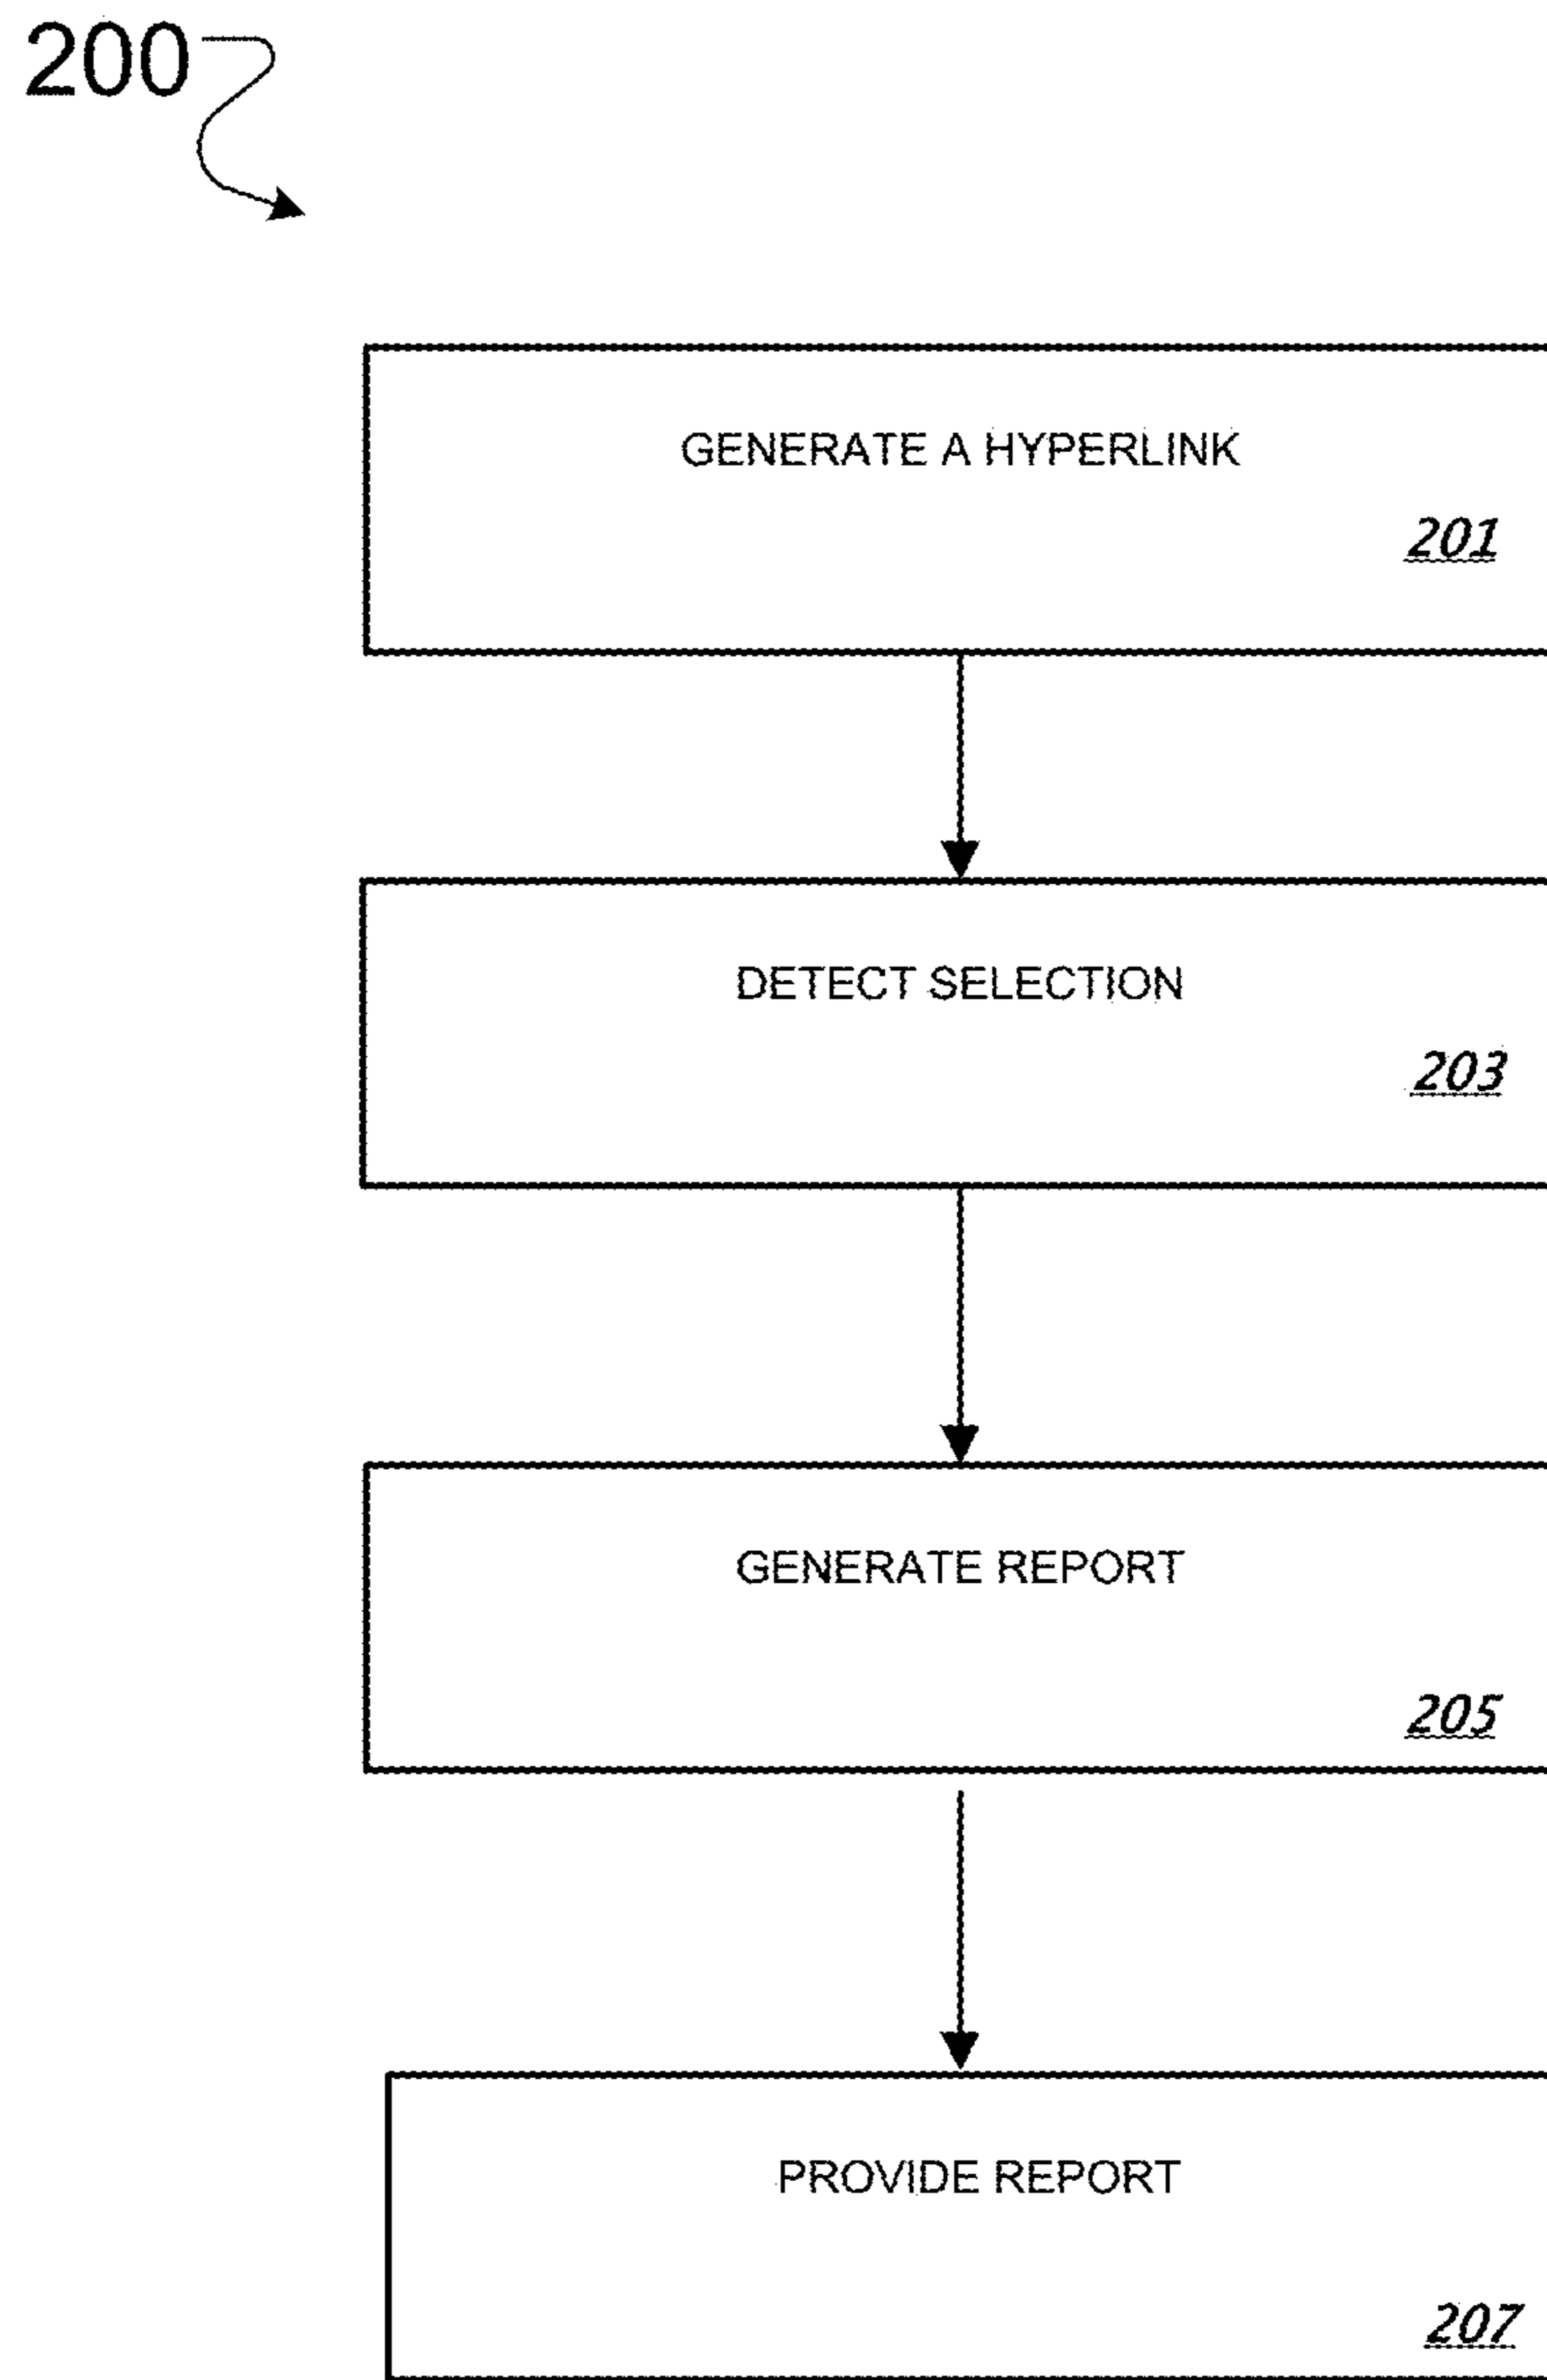 200
GENERATE A HYPERLINK
201
DETECT SELECTION
203
GENERATE REPORT
205
PROVIDE REPORT
207